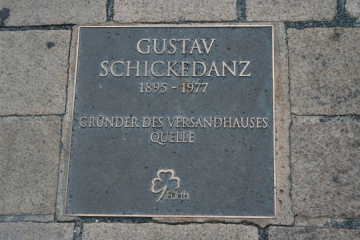 GUSTAV
SCHICKEDANZ
1895 - 1977
GRÜNDER DES VERSANDHAUSES
QUELLE
Fürth